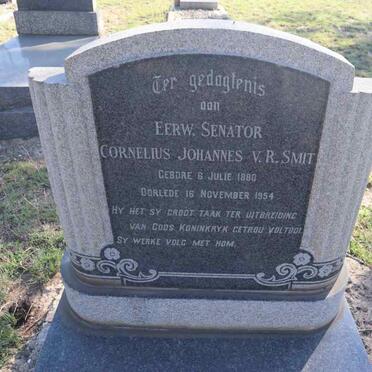 Ter gedagtenis
aan
EERW. SENATOR
CORNELIUS JOHANNES V.R. SMIT
GEBORE 6 JULIE 1880
OORLEDE 16 NOVEMBER 1954
HY HET SY GROOT TAAK TER UITBREIDING
VAN GODS KONINKRYK GETROU VOLTOOI
SY WERKE VOLG MET HOM.